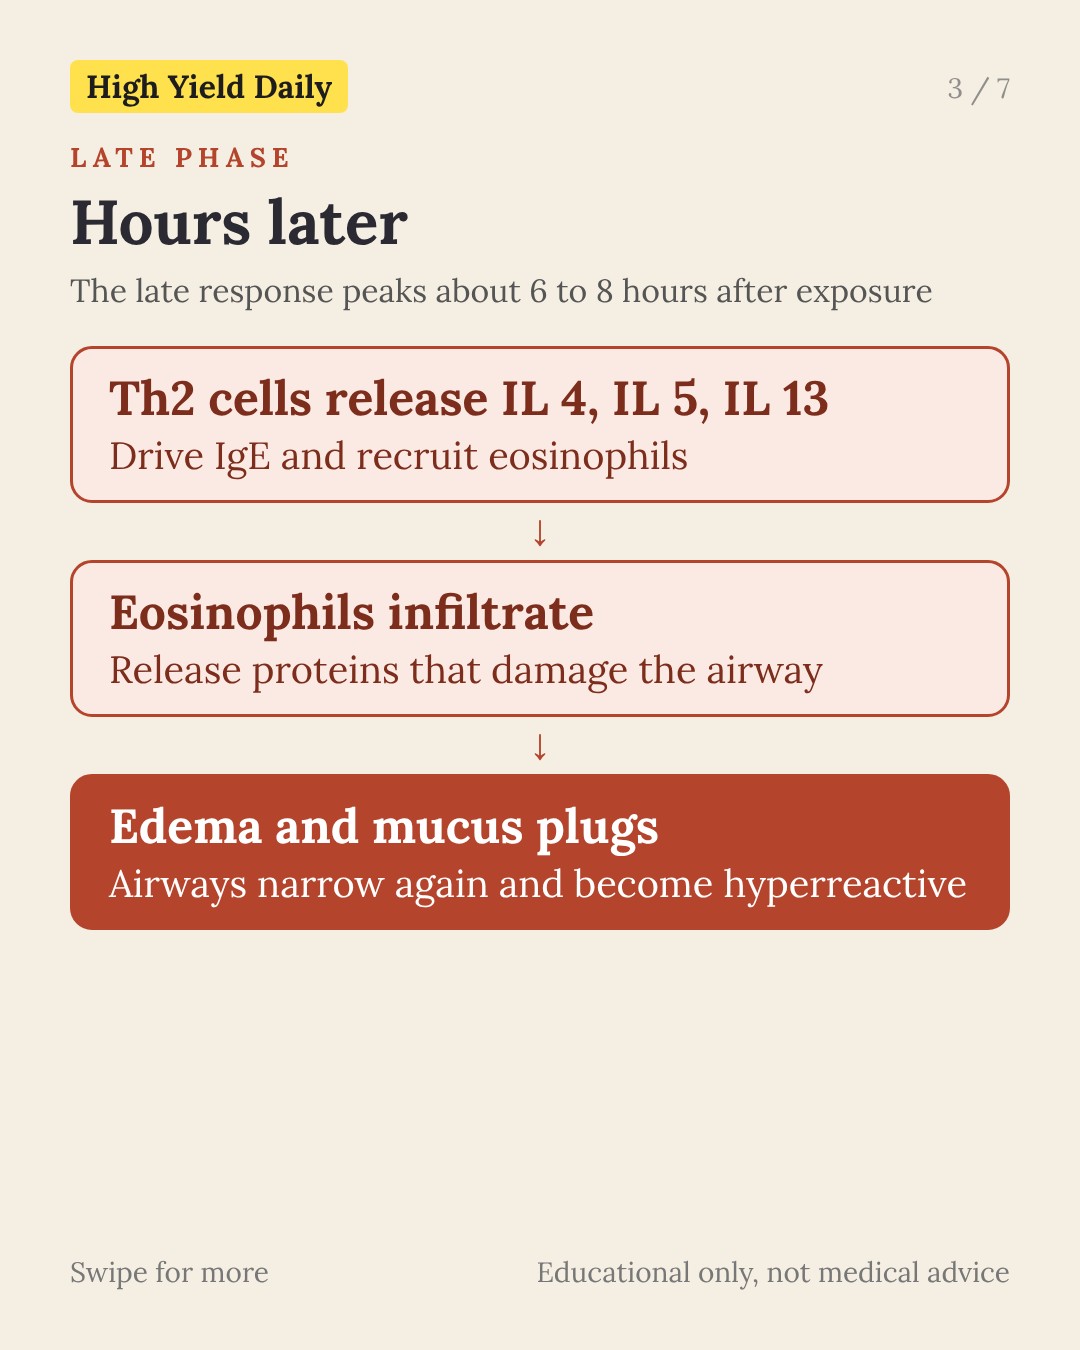 High Yield Daily
3 / 7
LATE PHASE
Hours later
The late response peaks about 6 to 8 hours after exposure
Th2 cells release IL 4, IL 5, IL 13
Drive IgE and recruit eosinophils
↓
Eosinophils infiltrate
Release proteins that damage the airway
↓
Edema and mucus plugs
Airways narrow again and become hyperreactive
Swipe for more
Educational only, not medical advice